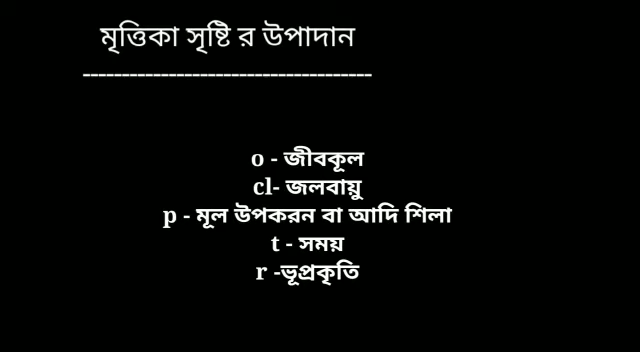 মৃত্তিকা সৃষ্টি র উপাদান
-------------------------------------
o - জীবকূল
cl- জলবায়ু
p - মূল উপকরন বা আদি শিলা
t - সময়
r -ভূপ্রকৃতি